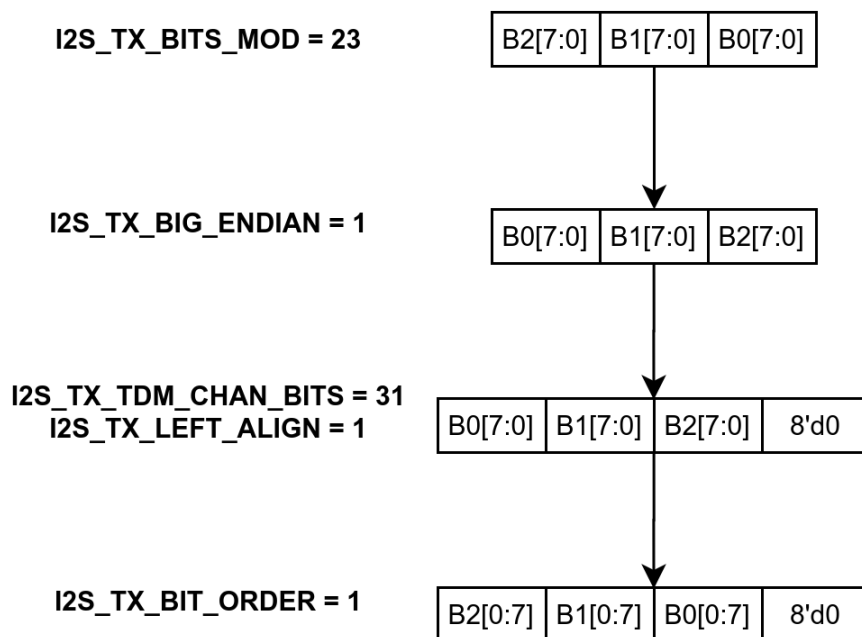 I2S_TX_BITS_MOD = 23
B2[7:0] B1[7:0] B0[7:0]
I2S_TX_BIG_ENDIAN = 1
B0[7:0] B1[7:0] B2[7:0]
I2S_TX_TDM_CHAN_BITS = 31
I2S_TX_LEFT_ALIGN = 1
B0[7:0] B1[7:0] B2[7:0] 8'd0
I2S_TX_BIT_ORDER = 1
B2[0:7] B1[0:7] B0[0:7] 8'd0